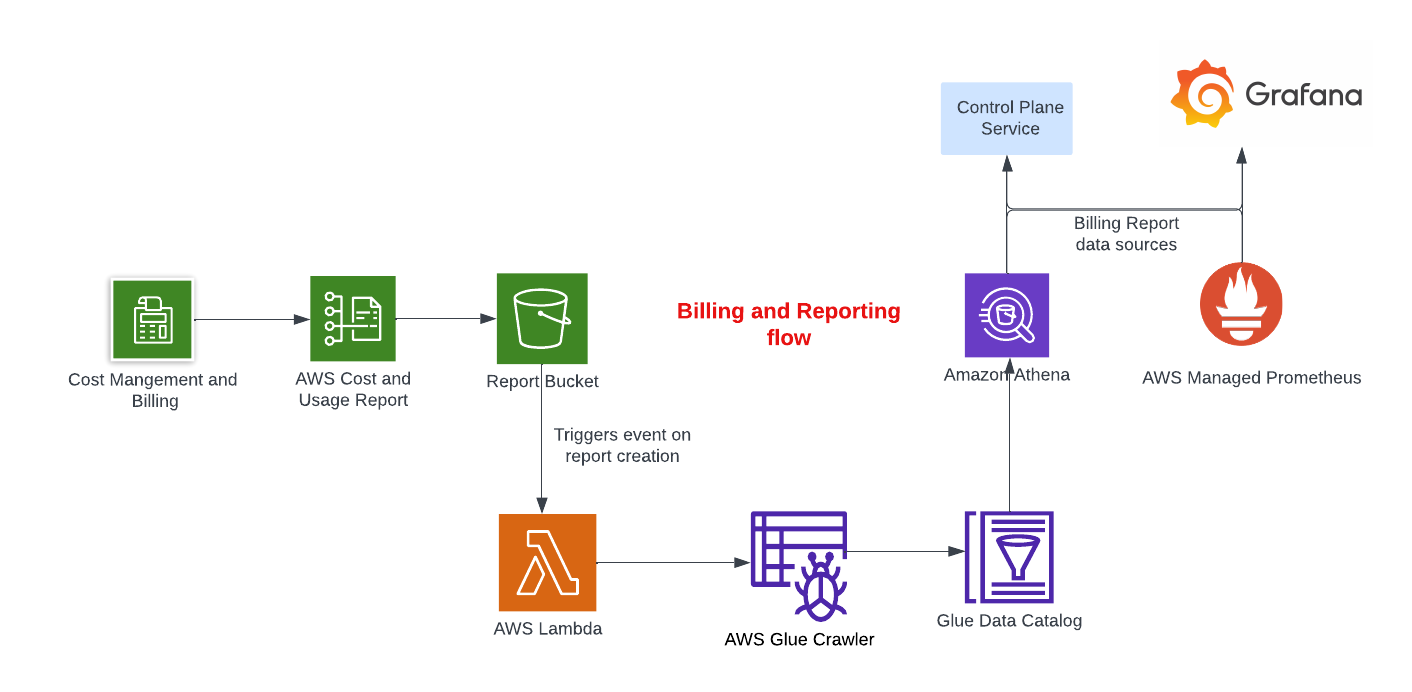 Control Plane
Service
Grafana
Billing Report
data sources
Billing and Reporting
flow
Cost Mangement and
Billing
AWS Cost and
Usage Report
Report Bucket
Amazon Athena
AWS Managed Prometheus
Triggers event on
report creation
AWS Lambda
AWS Glue Crawler
Glue Data Catalog